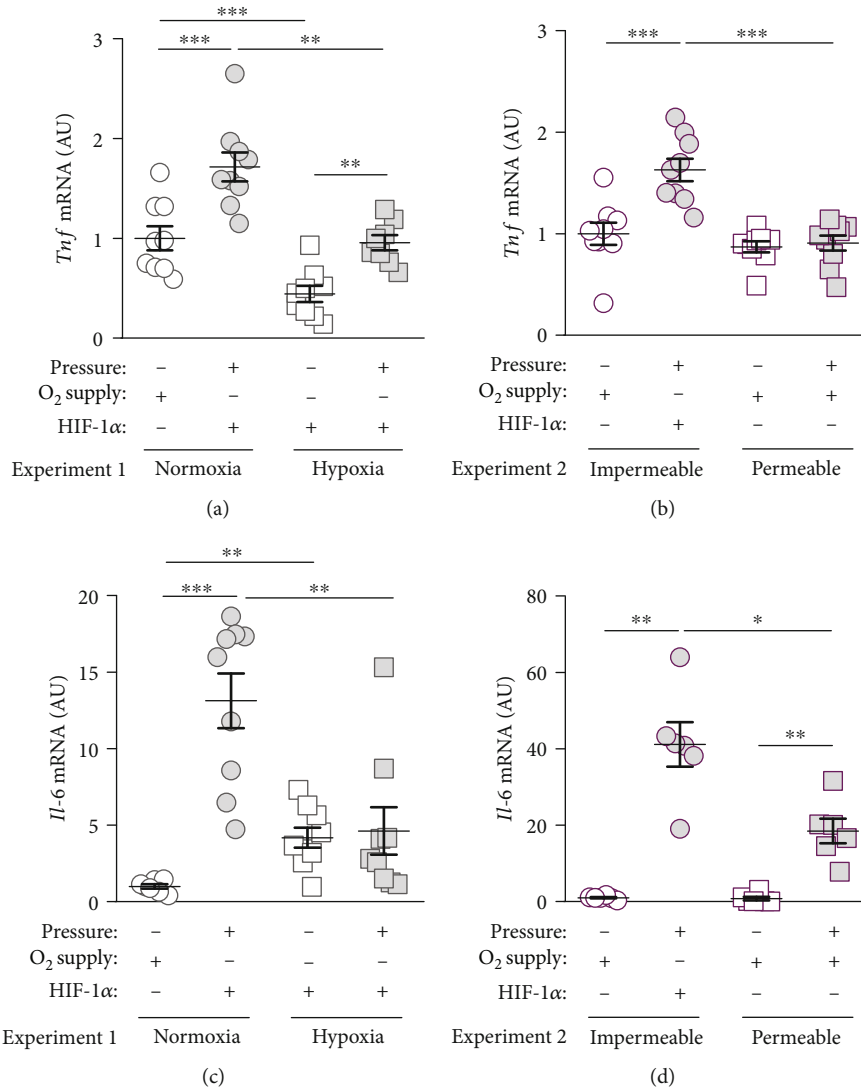 ***
***
**
**
3
2
1
0
Tnf mRNA (AU)
Pressure: – + – +
O2 supply: + – – –
HIF-1α: – + + +
Experiment 1 Normoxia Hypoxia
(a)
***
***
3
2
1
0
Tnf mRNA (AU)
Pressure: – + – +
O2 supply: + – + +
HIF-1α: – + – –
Experiment 2 Impermeable Permeable
(b)
**
***
**
20
15
10
5
0
Il-6 mRNA (AU)
Pressure: – + – +
O2 supply: + – – –
HIF-1α: – + + +
Experiment 1 Normoxia Hypoxia
(c)
**
*
**
80
60
40
20
0
Il-6 mRNA (AU)
Pressure: – + – +
O2 supply: + – + +
HIF-1α: – + – –
Experiment 2 Impermeable Permeable
(d)